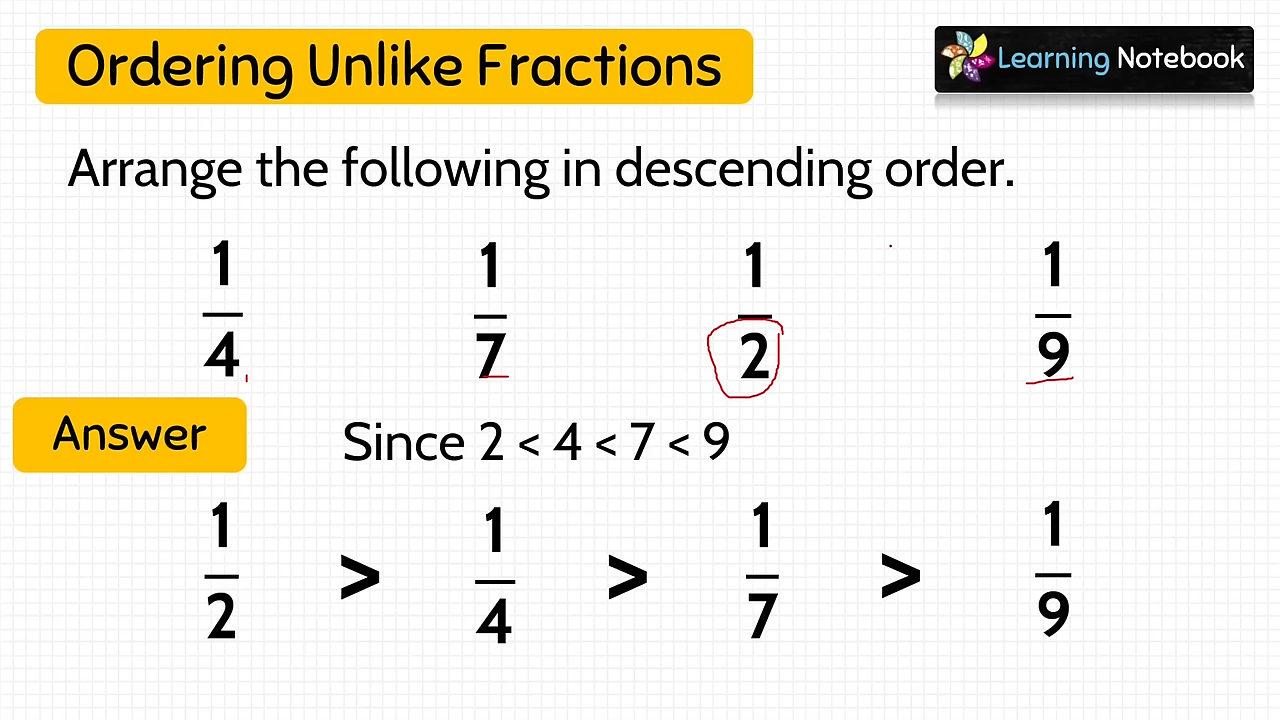 Ordering Unlike Fractions
Learning Notebook
Arrange the following in descending order.
1/4 1/7 1/2 1/9
Answer
Since 2 < 4 < 7 < 9
1/2 > 1/4 > 1/7 > 1/9